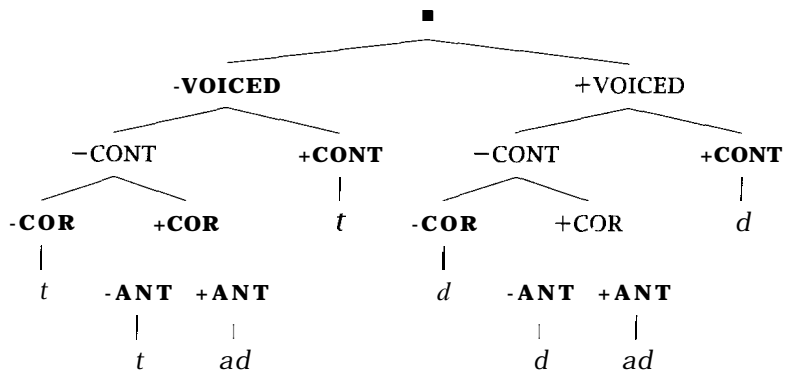 -VOICED +VOICED
−CONT +CONT −CONT +CONT
-COR +COR t -COR +COR d
t -ANT +ANT d -ANT +ANT
t ad d ad